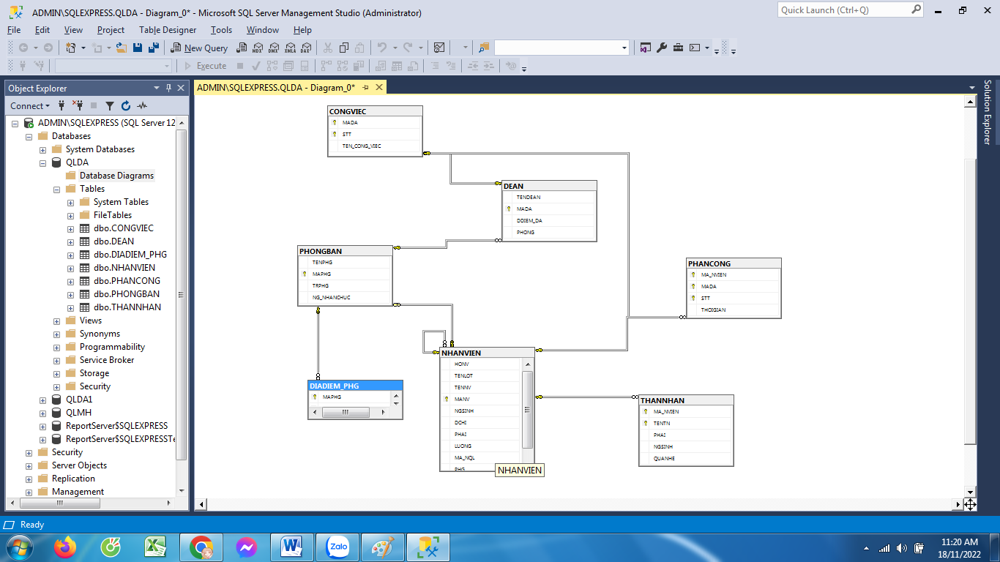 ADMIN\SQLEXPRESS.QLDA - Diagram_0* - Microsoft SQL Server Management Studio (Administrator)
Quick Launch (Ctrl+Q)
File Edit View Project Table Designer Tools Window Help
New Query MDX DMX XMLA DAX
Execute
Object Explorer
ADMIN\SQLEXPRESS.QLDA - Diagram_0*
Solution Explorer
Connect
ADMIN\SQLEXPRESS (SQL Server 12
Databases
System Databases
QLDA
Database Diagrams
Tables
System Tables
FileTables
dbo.CONGVIEC
dbo.DEAN
dbo.DIADIEM_PHG
dbo.NHANVIEN
dbo.PHANCONG
dbo.PHONGBAN
dbo.THANNHAN
Views
Synonyms
Programmability
Service Broker
Storage
Security
QLDA1
QLMH
ReportServer$SQLEXPRESS
ReportServer$SQLEXPRESSTe
Security
Server Objects
Replication
Management
CONGVIEC
MADA
STT
TEN_CONG_VIEC
DEAN
TENDEAN
MADA
DDIEM_DA
PHONG
PHONGBAN
TENPHG
MAPHG
TRPHG
NG_NHANCHUC
PHANCONG
MA_NVIEN
MADA
STT
THOIGIAN
NHANVIEN
HONV
TENLOT
TENNV
MANV
NGSINH
DCHI
PHAI
LUONG
MA_NQL
PHG
NHANVIEN
DIADIEM_PHG
MAPHG
THANNHAN
MA_NVIEN
TENTN
PHAI
NGSINH
QUANHE
Ready
Zalo
11:20 AM
18/11/2022